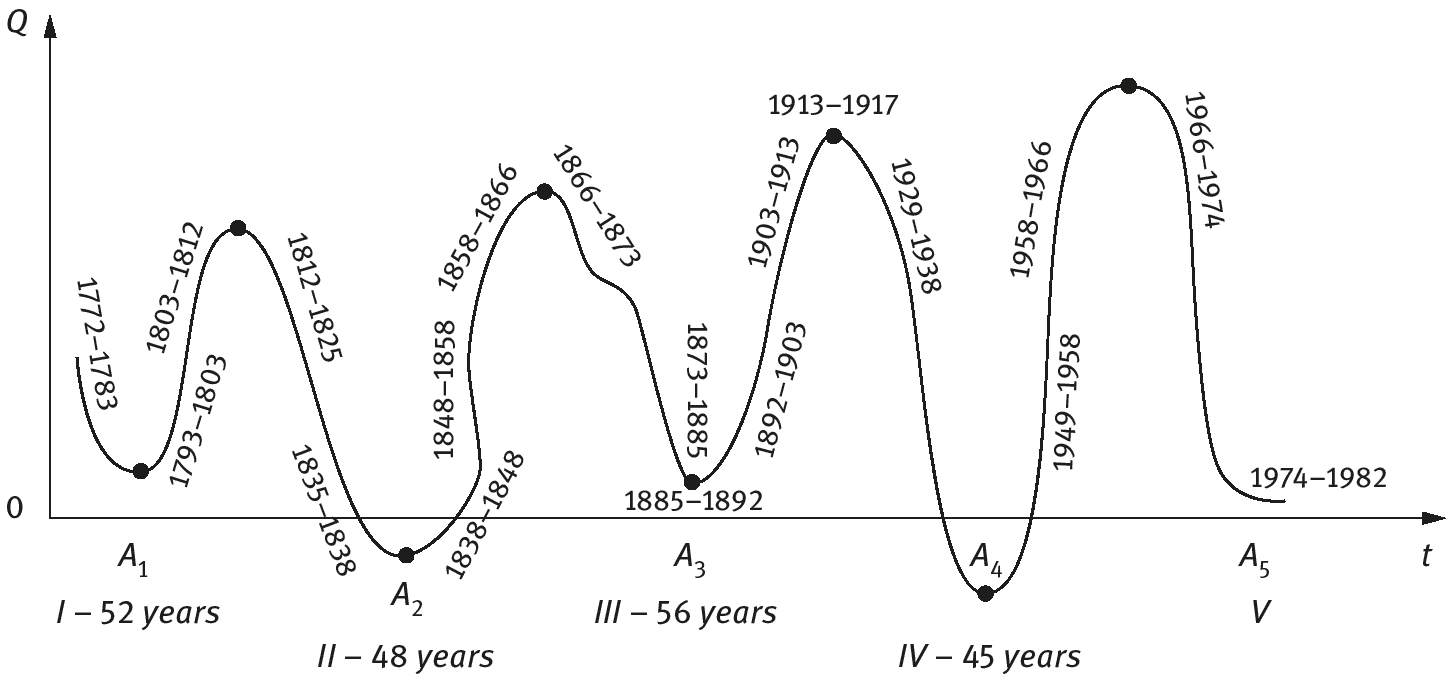 Q
1772–1783
1793–1803
1803–1812
1812–1825
1835–1838
1838–1848
1848–1858
1858–1866
1866–1873
1873–1885
1885–1892
1892–1903
1903–1913
1913–1917
1929–1938
1949–1958
1958–1966
1966–1974
1974–1982
0
t
A1
A2
A3
A4
A5
I – 52 years
II – 48 years
III – 56 years
IV – 45 years
V